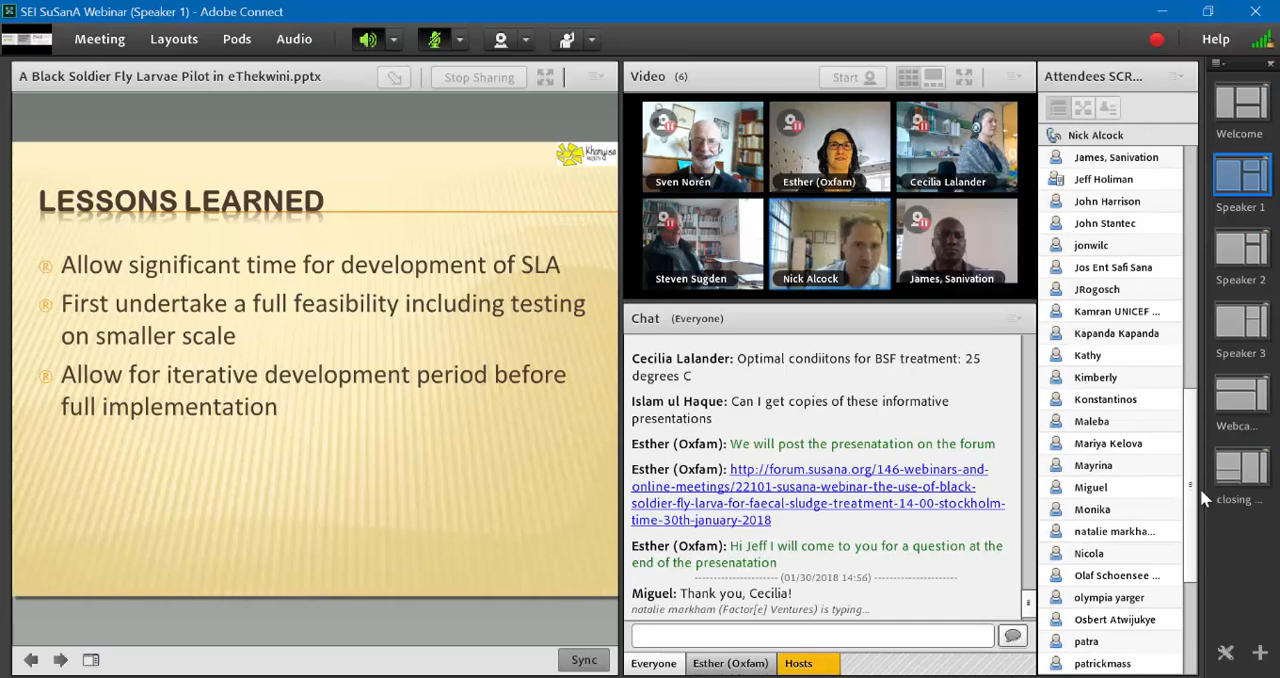 SEI SuSanA Webinar (Speaker 1) - Adobe Connect
Meeting
Layouts
Pods
Audio
Help
A Black Soldier Fly Larvae Pilot in eThekwini.pptx
Stop Sharing
Khanyisa
PROJECTS
LESSONS LEARNED
Allow significant time for development of SLA
First undertake a full feasibility including testing
on smaller scale
Allow for iterative development period before
full implementation
Sync
Video (6)
Start
Sven Norén
Esther (Oxfam)
Cecilia Lalander
Steven Sugden
Nick Alcock
James, Sanivation
Chat (Everyone)
Cecilia Lalander: Optimal condiitons for BSF treatment: 25
degrees C
Islam ul Haque: Can I get copies of these informative
presentations
Esther (Oxfam): We will post the presenatation on the forum
Esther (Oxfam): http://forum.susana.org/146-webinars-and-
online-meetings/22101-susana-webinar-the-use-of-black-
soldier-fly-larva-for-faecal-sludge-treatment-14-00-stockholm-
time-30th-january-2018
Esther (Oxfam): Hi Jeff I will come to you for a question at the
end of the presenatation
(01/30/2018 14:56)
Miguel: Thank you, Cecilia!
natalie markham (Factor[e] Ventures) is typing...
Everyone
Esther (Oxfam)
Hosts
Attendees SCR...
Nick Alcock
James, Sanivation
Jeff Holiman
John Harrison
John Stantec
jonwilc
Jos Ent Safi Sana
JRogosch
Kamran UNICEF ...
Kapanda Kapanda
Kathy
Kimberly
Konstantinos
Maleba
Mariya Kelova
Mayrina
Miguel
Monika
natalie markha...
Nicola
Olaf Schoensee ...
olympia yarger
Osbert Atwijukye
patra
patrickmass
Welcome
Speaker 1
Speaker 2
Speaker 3
Webca...
closing ...